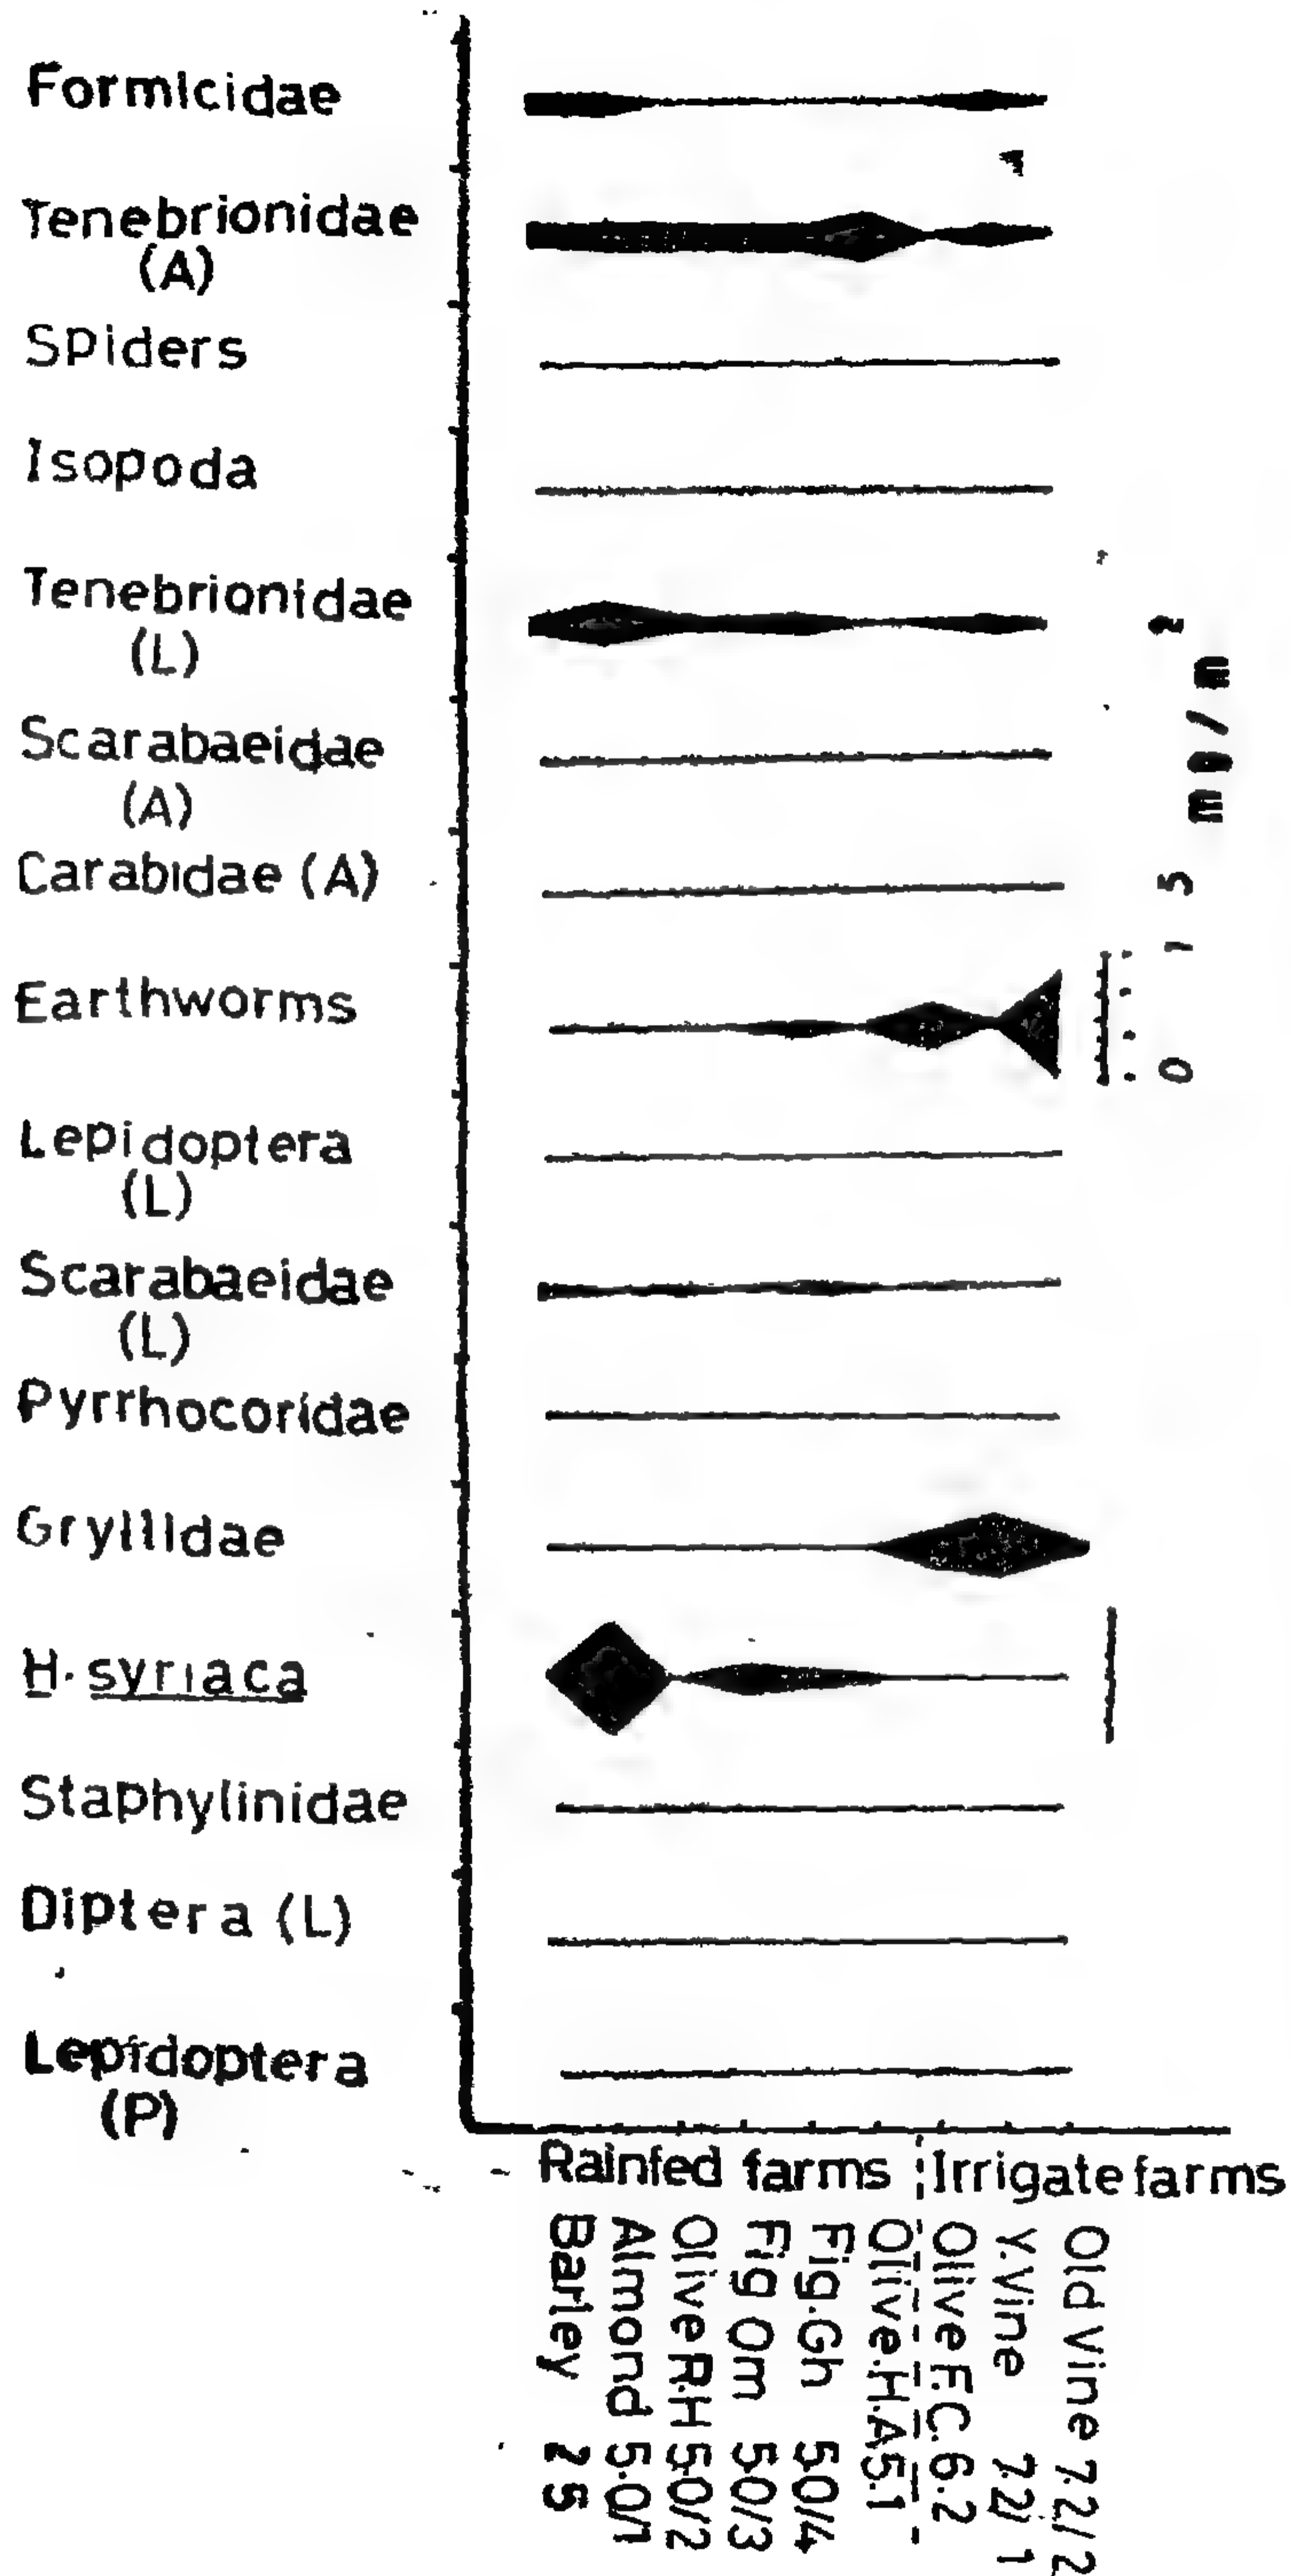 Formicidae
Tenebrionidae
(A)
Spiders
Isopoda
Tenebrionidae
(L)
Scarabaeidae
(A)
Carabidae (A)
Earthworms
Lepidoptera
(L)
Scarabaeidae
(L)
Pyrrhocoridae
Gryllidae
H. syriaca
Staphylinidae
Diptera (L)
Lepidoptera
(P)
0 15
mg/m2
Rainfed farms Irrigate farms
Barley 25
Almond 5.0/1
Olive R.H 5.0/2
Fig Om 5.0/3
Fig.Gh 5.0/4
Olive.H.A.5.1
Olive F.C. 6.2
Y.Vine 7.2/1
Old Vine 7.2/2